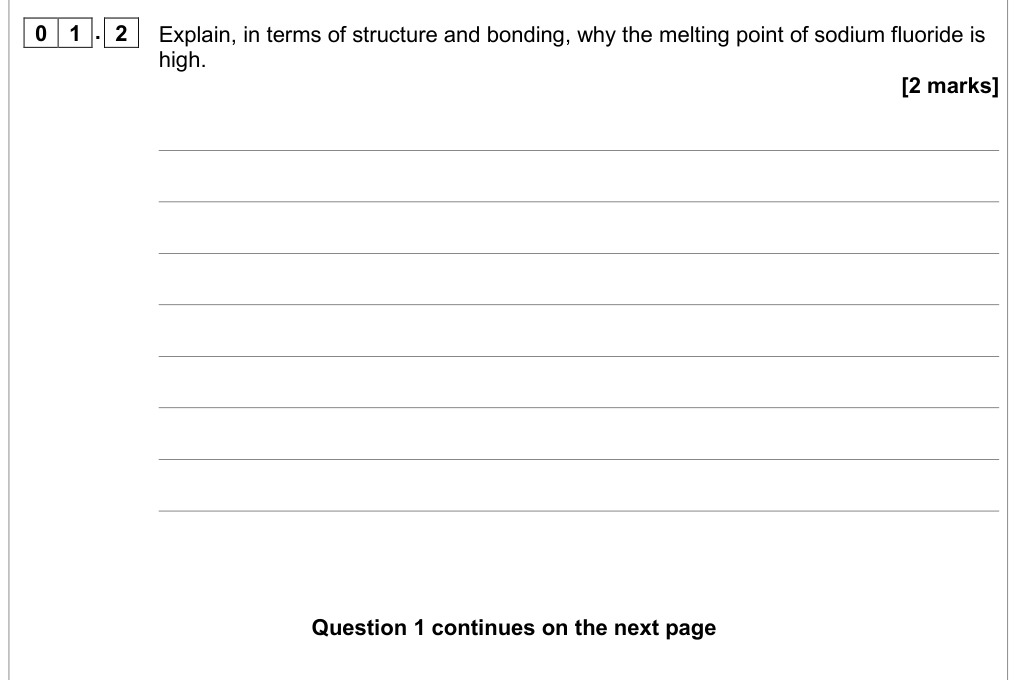 0 1 . 2 Explain, in terms of structure and bonding, why the melting point of sodium fluoride is
high.
[2 marks]
Question 1 continues on the next page